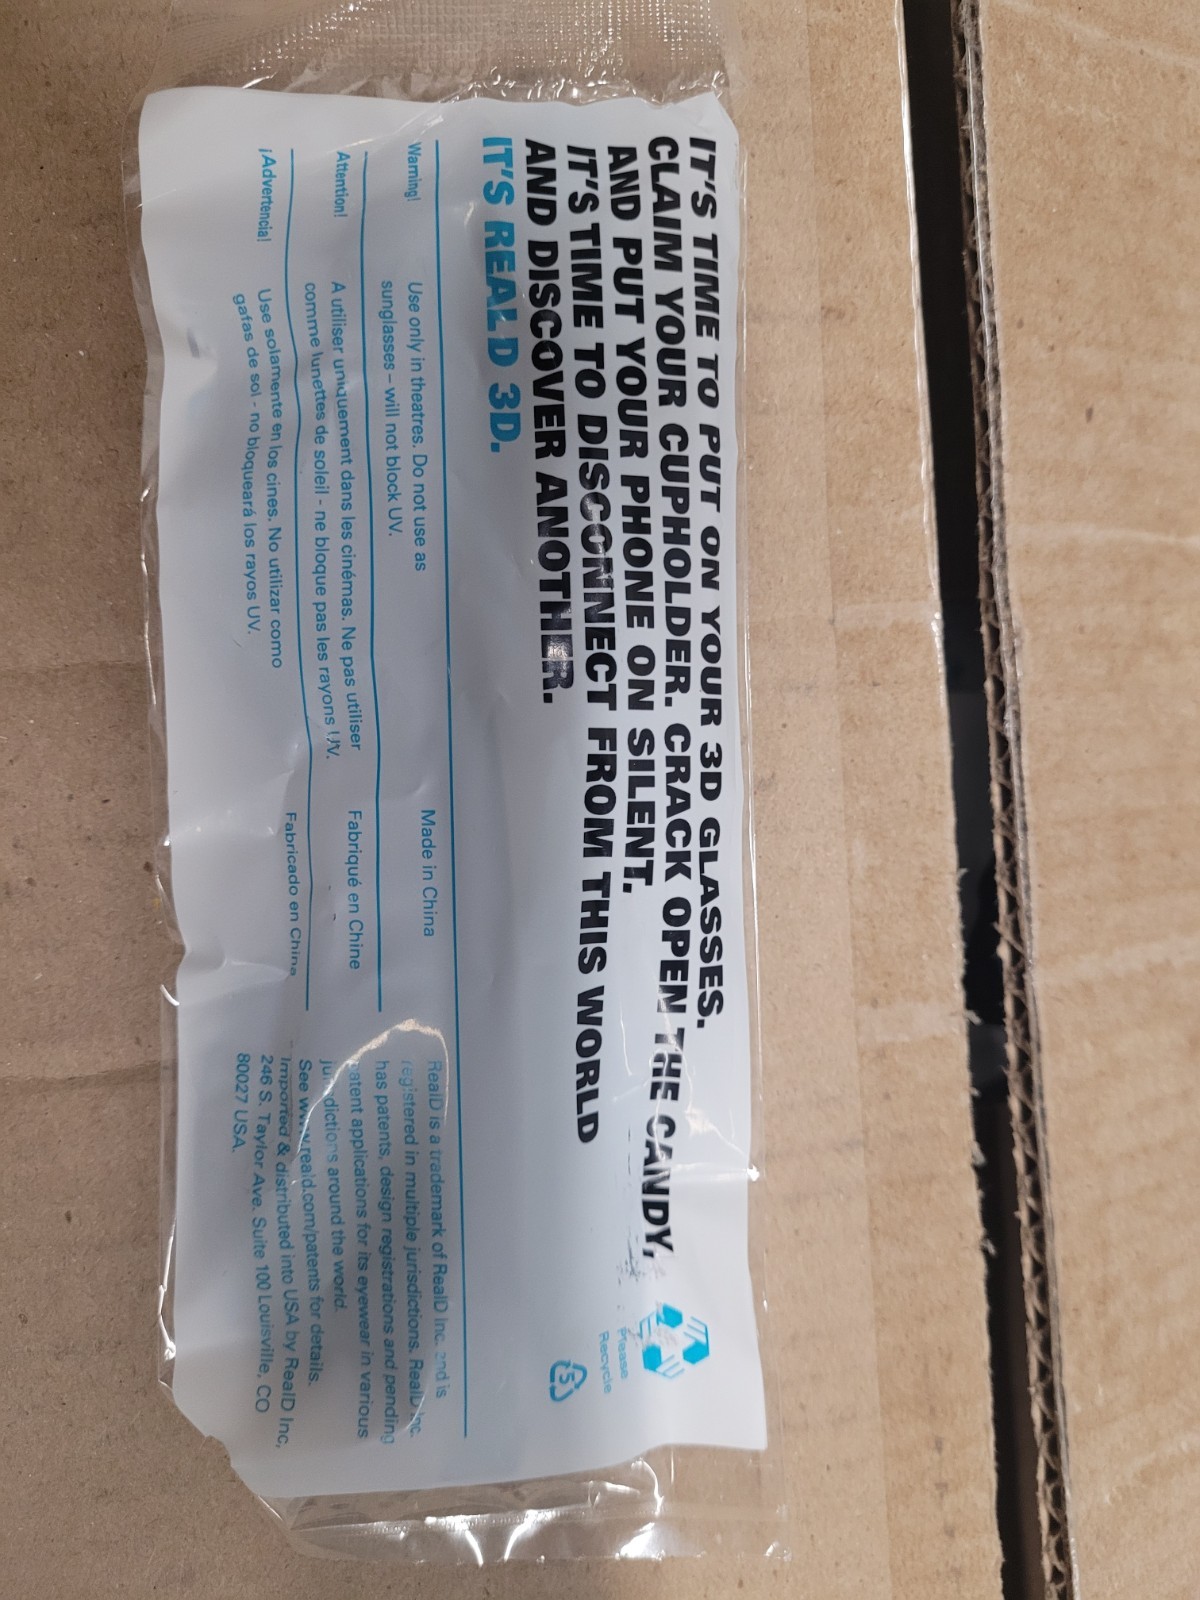 IT'S TIME TO PUT ON YOUR 3D GLASSES.
CLAIM YOUR CUPHOLDER. CRACK OPEN THE CANDY,
AND PUT YOUR PHONE ON SILENT.
IT'S TIME TO DISCONNECT FROM THIS WORLD
AND DISCOVER ANOTHER.
IT'S REALD 3D.
Please
Recycle
5
Warning!
Use only in theatres. Do not use as
sunglasses – will not block UV.
Made in China
Attention!
À utiliser uniquement dans les cinémas. Ne pas utiliser
comme lunettes de soleil - ne bloque pas les rayons UV.
Fabriqué en Chine
¡Advertencia!
Use solamente en los cines. No utilizar como
gafas de sol - no bloqueará los rayos UV.
Fabricado en China
RealD is a trademark of RealD Inc. and is
registered in multiple jurisdictions. RealD Inc.
has patents, design registrations and pending
patent applications for its eyewear in various
jurisdictions around the world.
See www.reald.com/patents for details.
Imported & distributed into USA by RealD Inc,
246 S. Taylor Ave. Suite 100 Louisville, CO
80027 USA.